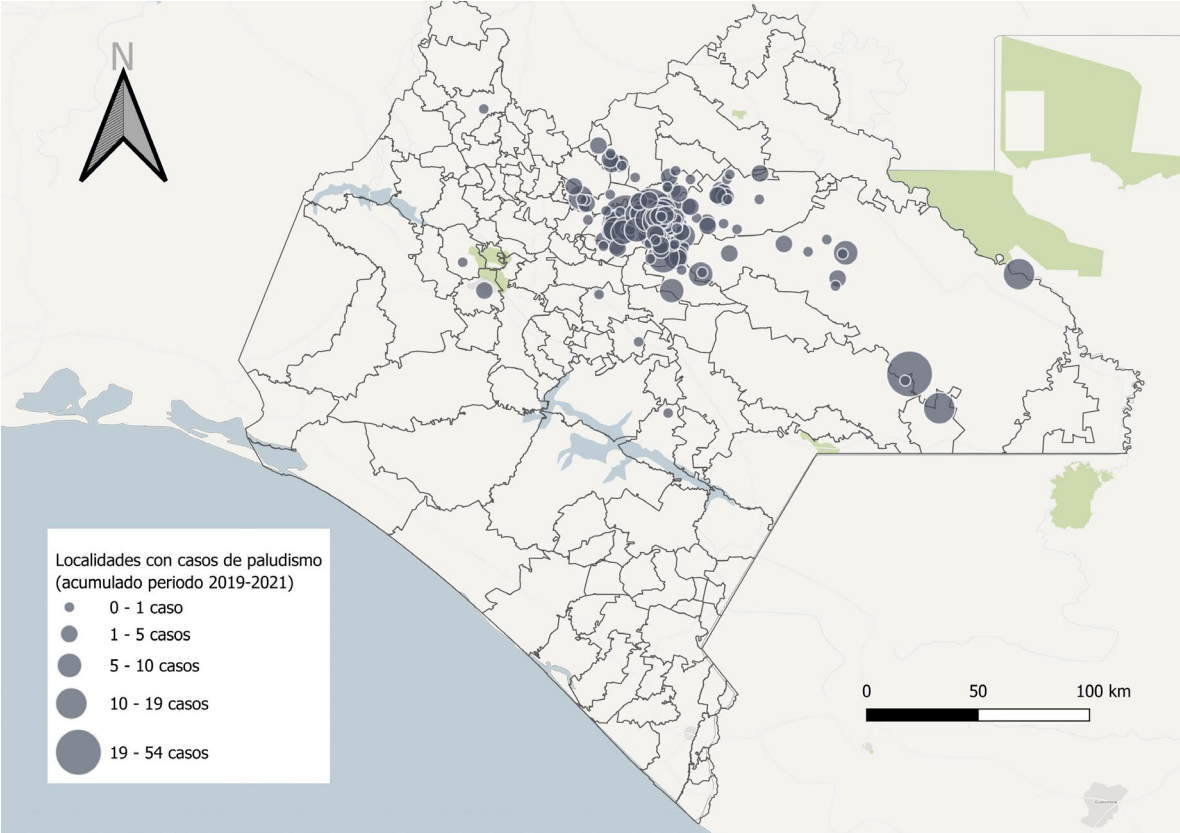 N
Localidades con casos de paludismo
(acumulado periodo 2019-2021)
0 - 1 caso
1 - 5 casos
5 - 10 casos
10 - 19 casos
19 - 54 casos
0 50 100 km